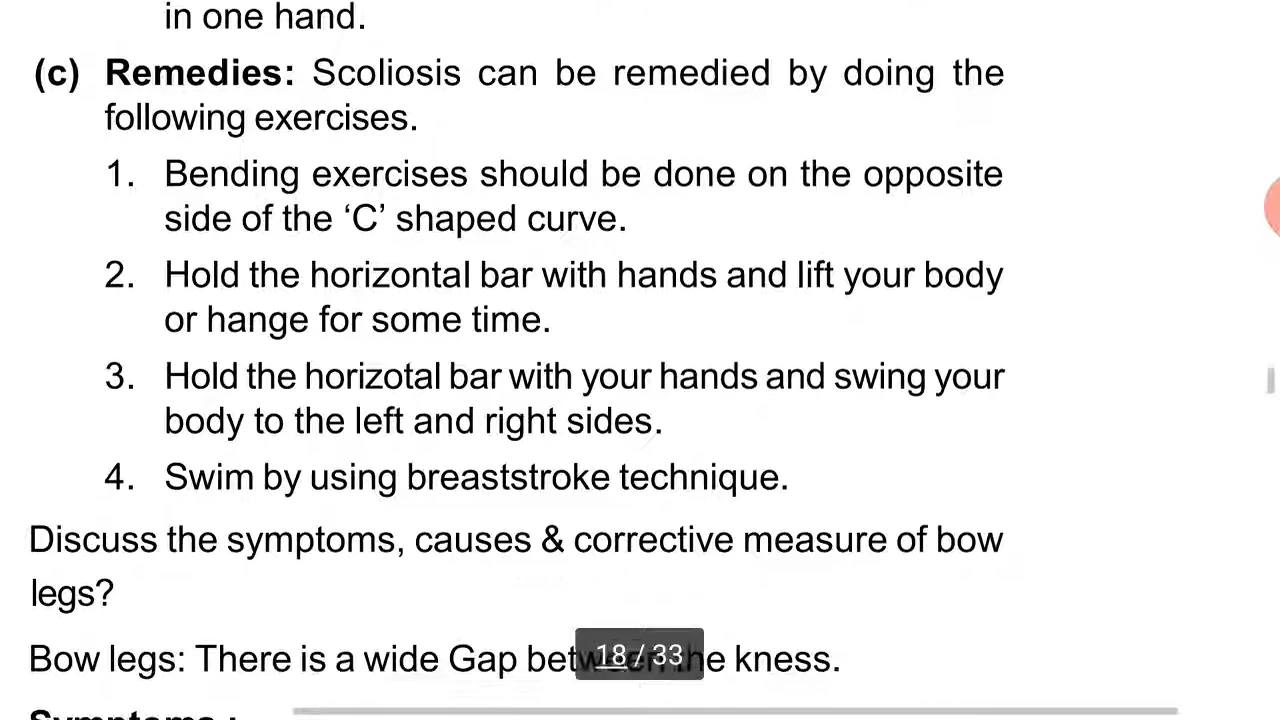 in one hand.
(c) Remedies: Scoliosis can be remedied by doing the
following exercises.
1. Bending exercises should be done on the opposite
side of the ‘C’ shaped curve.
2. Hold the horizontal bar with hands and lift your body
or hange for some time.
3. Hold the horizotal bar with your hands and swing your
body to the left and right sides.
4. Swim by using breaststroke technique.
Discuss the symptoms, causes & corrective measure of bow
legs?
Bow legs: There is a wide Gap between the kness.
18 / 33
Symptoms :